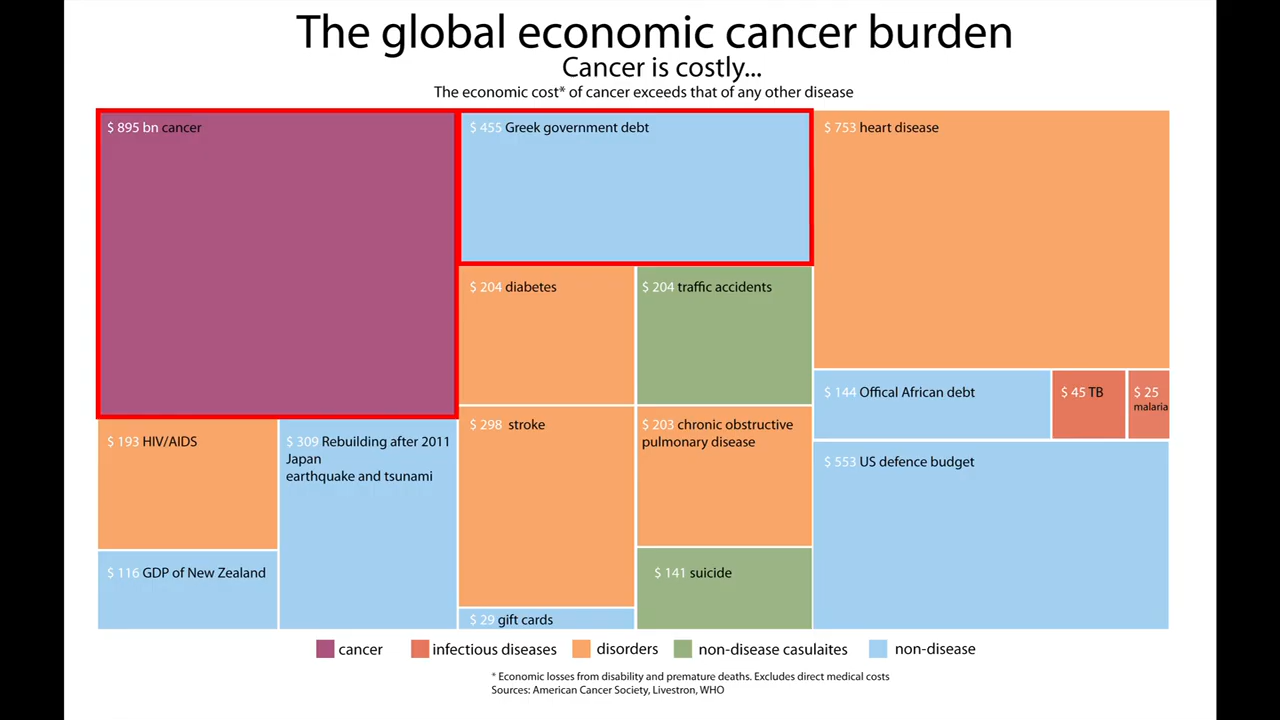 The global economic cancer burden
Cancer is costly...
The economic cost* of cancer exceeds that of any other disease
$ 895 bn cancer
$ 455 Greek government debt
$ 753 heart disease
$ 204 diabetes
$ 204 traffic accidents
$ 144 Offical African debt
$ 45 TB
$ 25
malaria
$ 193 HIV/AIDS
$ 309 Rebuilding after 2011
Japan
earthquake and tsunami
$ 298 stroke
$ 203 chronic obstructive
pulmonary disease
$ 553 US defence budget
$ 116 GDP of New Zealand
$ 141 suicide
$ 29 gift cards
cancer
infectious diseases
disorders
non-disease casulaites
non-disease
* Economic losses from disability and premature deaths. Excludes direct medical costs
Sources: American Cancer Society, Livestron, WHO